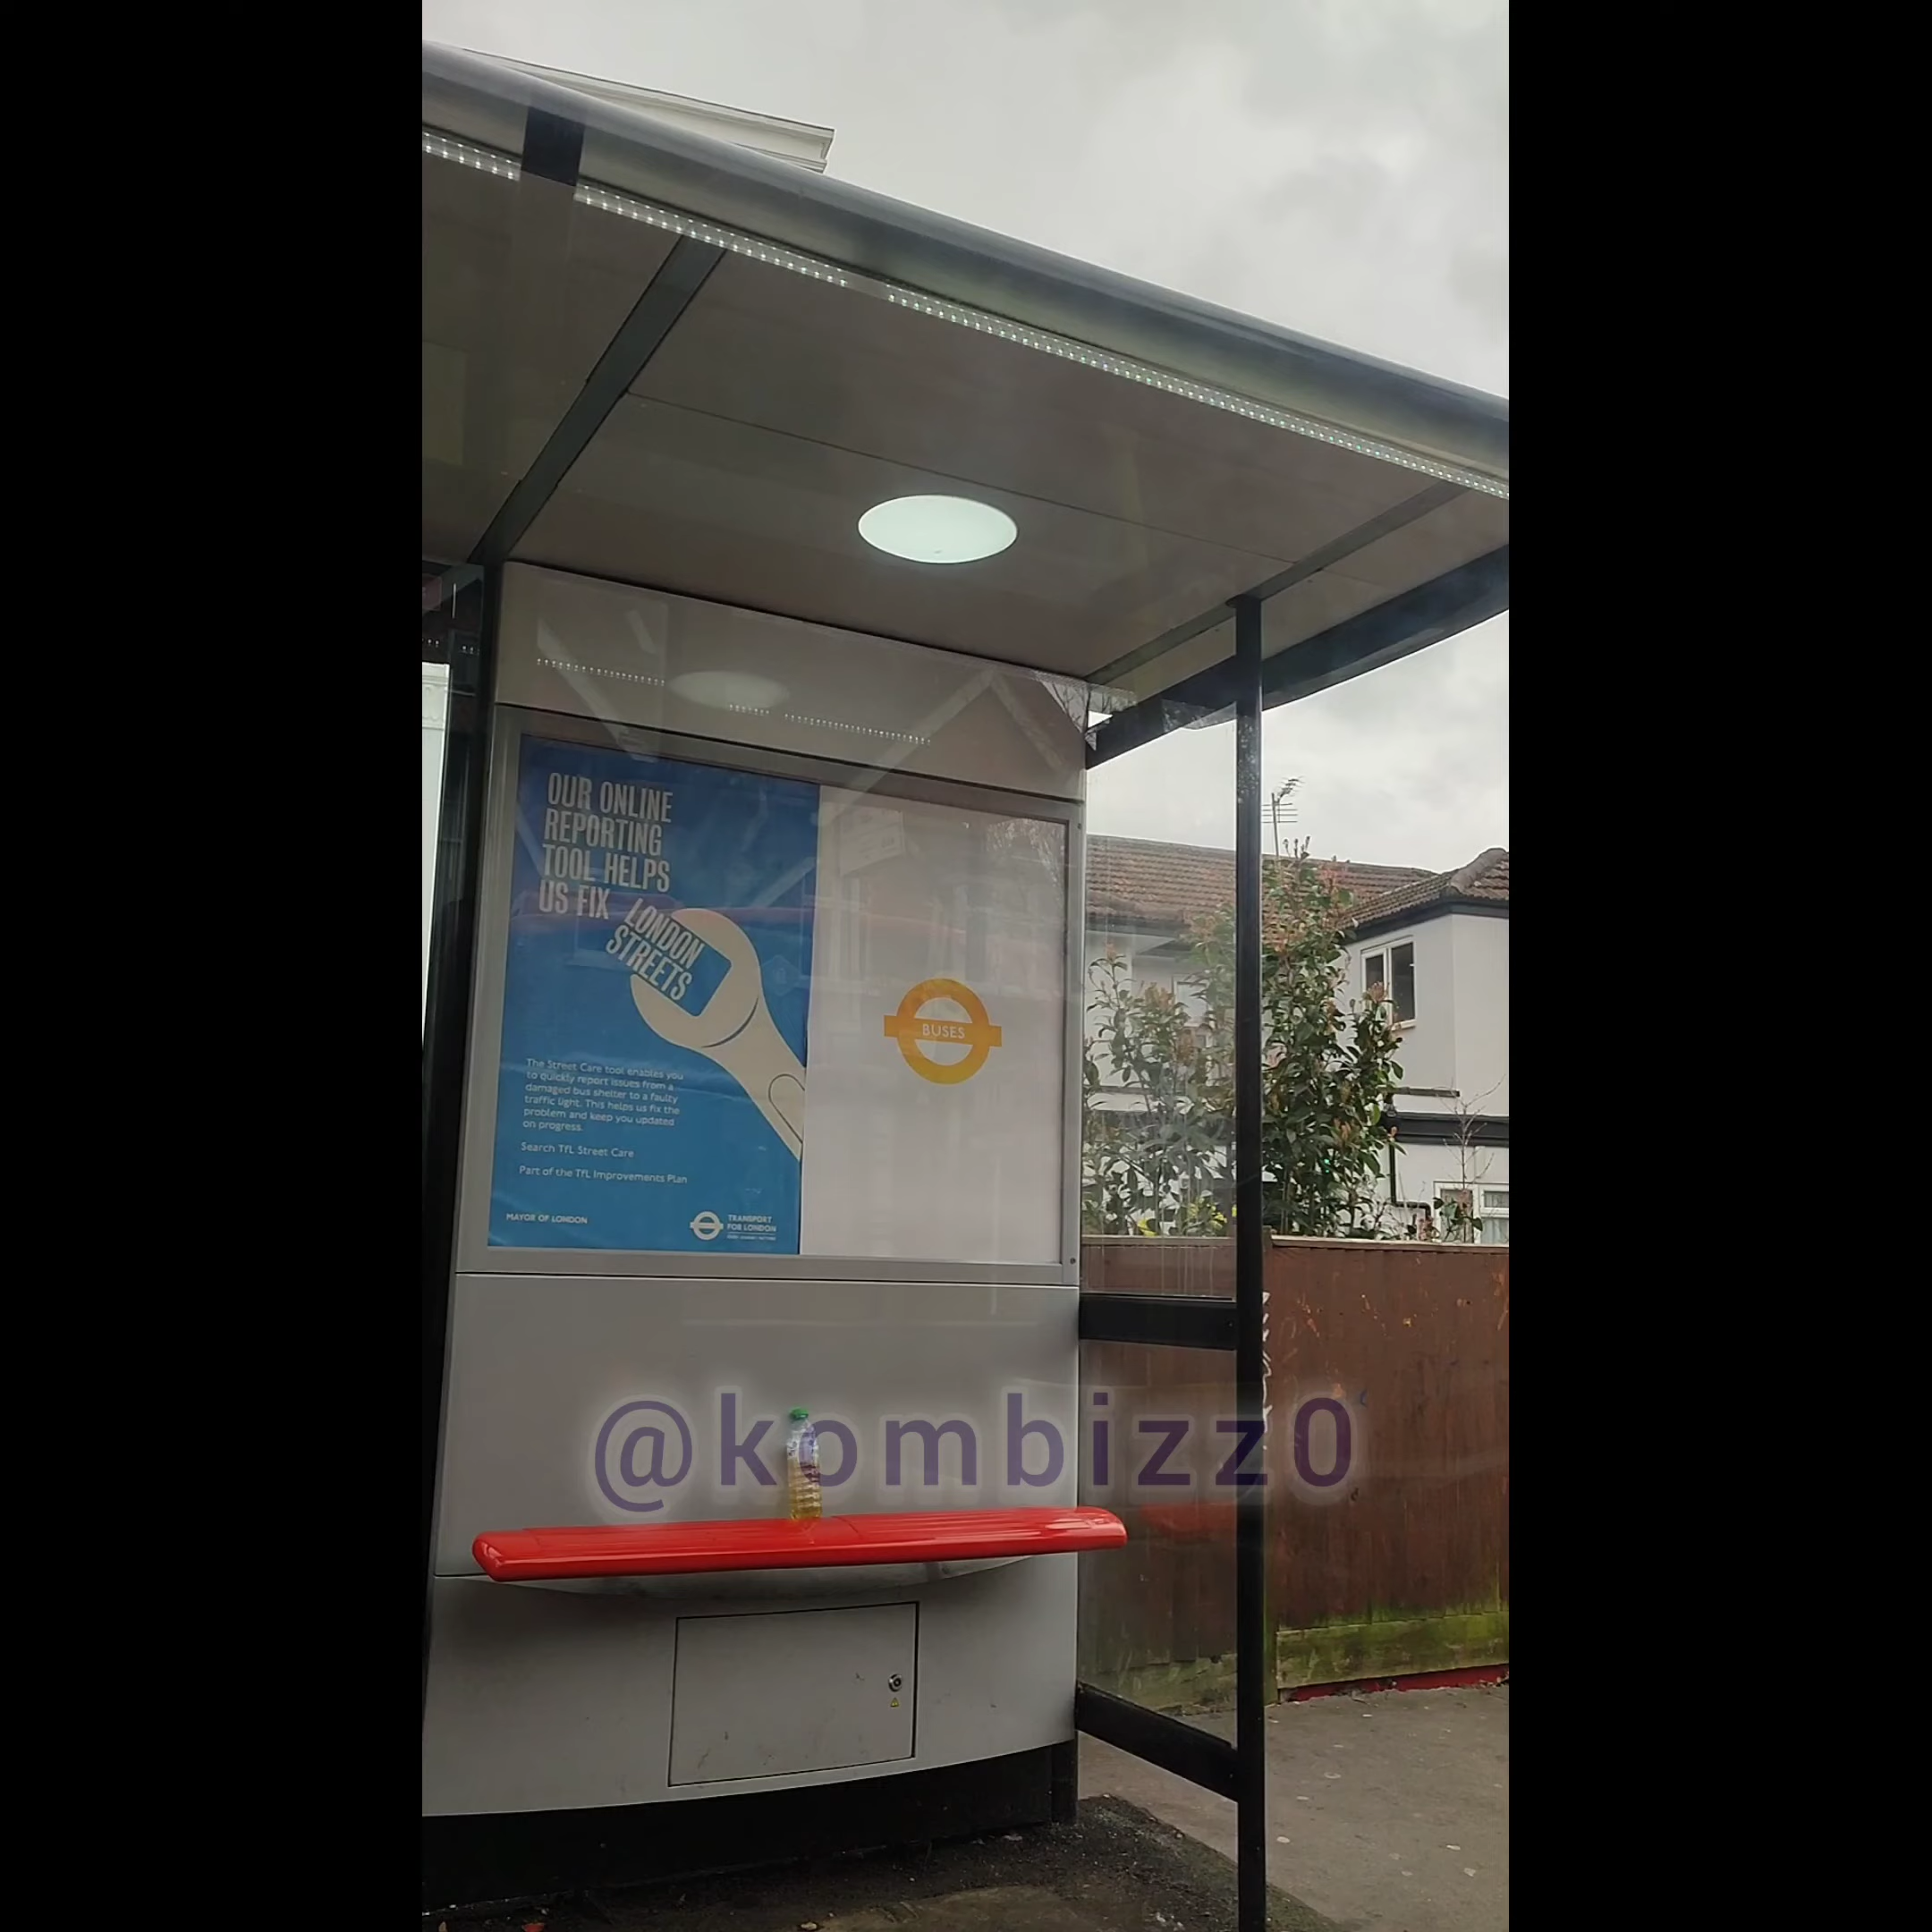 OUR ONLINE
REPORTING
TOOL HELPS
US FIX LONDON
STREETS
The Street Care tool enables you
to quickly report issues from a
damaged bus shelter to a faulty
traffic light. This helps us fix the
problem and keep you updated
on progress.
Search TfL Street Care
Part of the TfL Improvements Plan
MAYOR OF LONDON
TRANSPORT
FOR LONDON
BUSES
@kombizz0